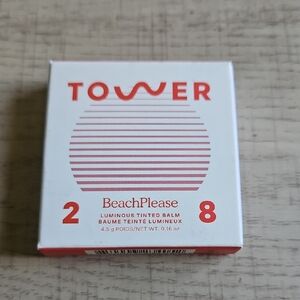 TOWER
2 8
BeachPlease
LUMINOUS TINTED BALM
BAUME TEINTÉ LUMINEUX
4.5 g POIDS/NET WT. 0.16 oz